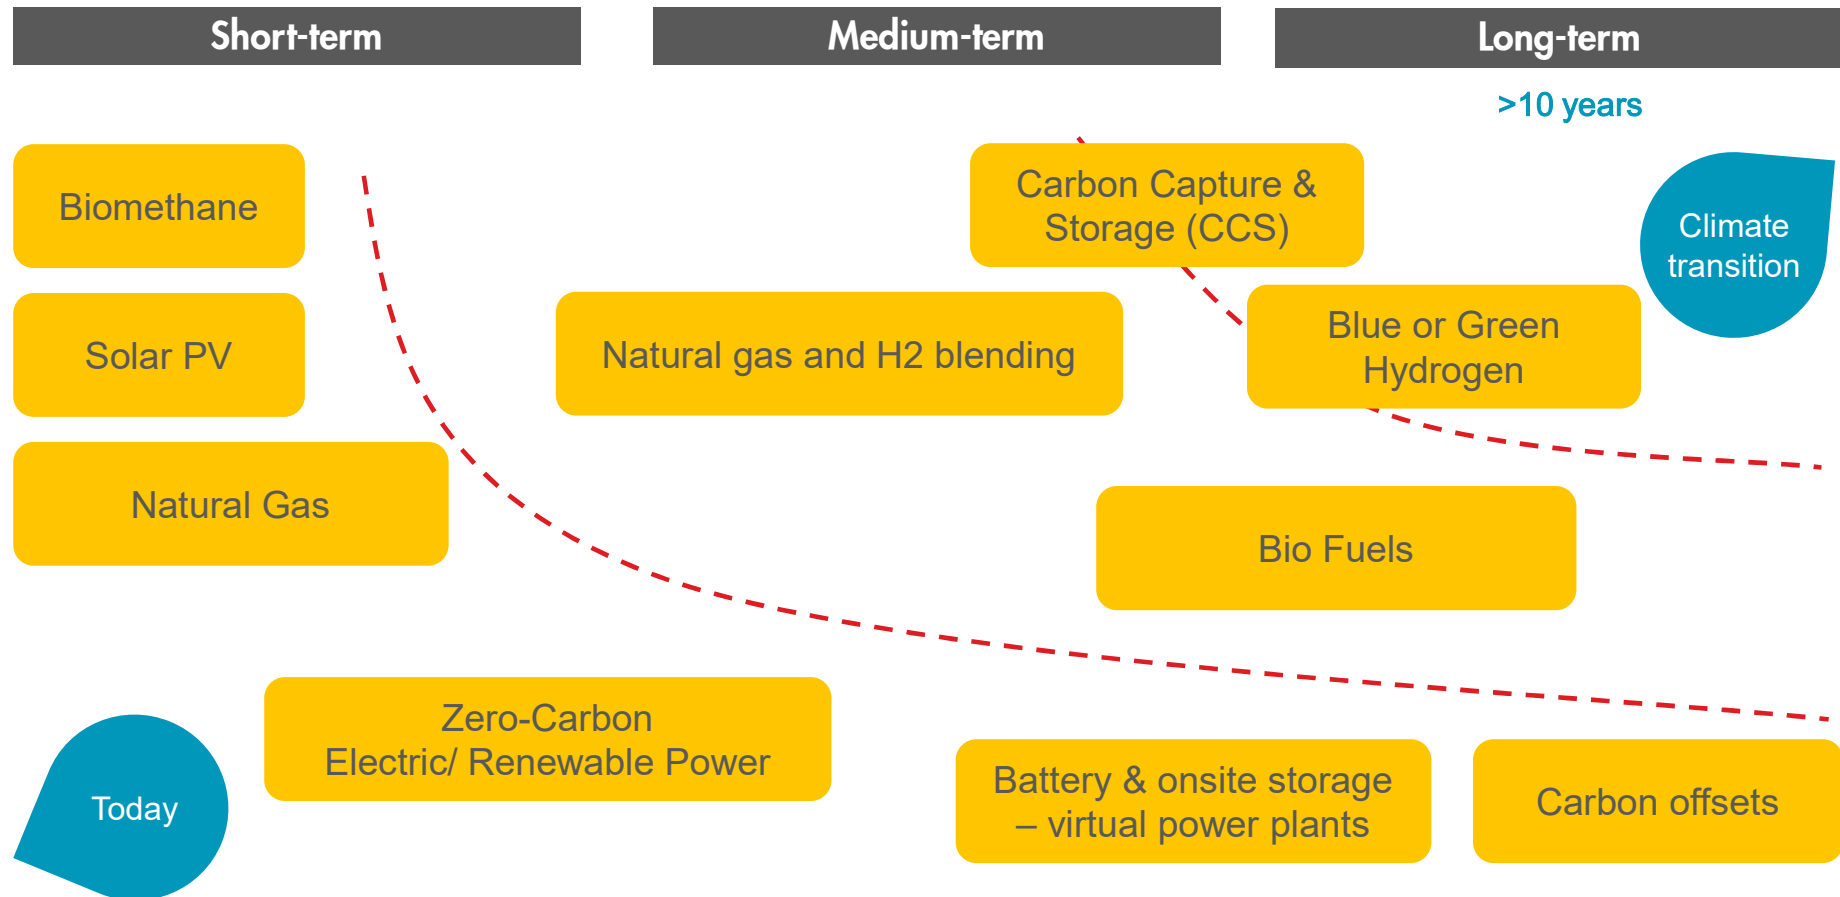 Short-term
Medium-term
Long-term
>10 years
Biomethane
Carbon Capture &
Storage (CCS)
Climate
transition
Solar PV
Natural gas and H2 blending
Blue or Green
Hydrogen
Natural Gas
Bio Fuels
Zero-Carbon
Electric/ Renewable Power
Today
Battery & onsite storage
– virtual power plants
Carbon offsets